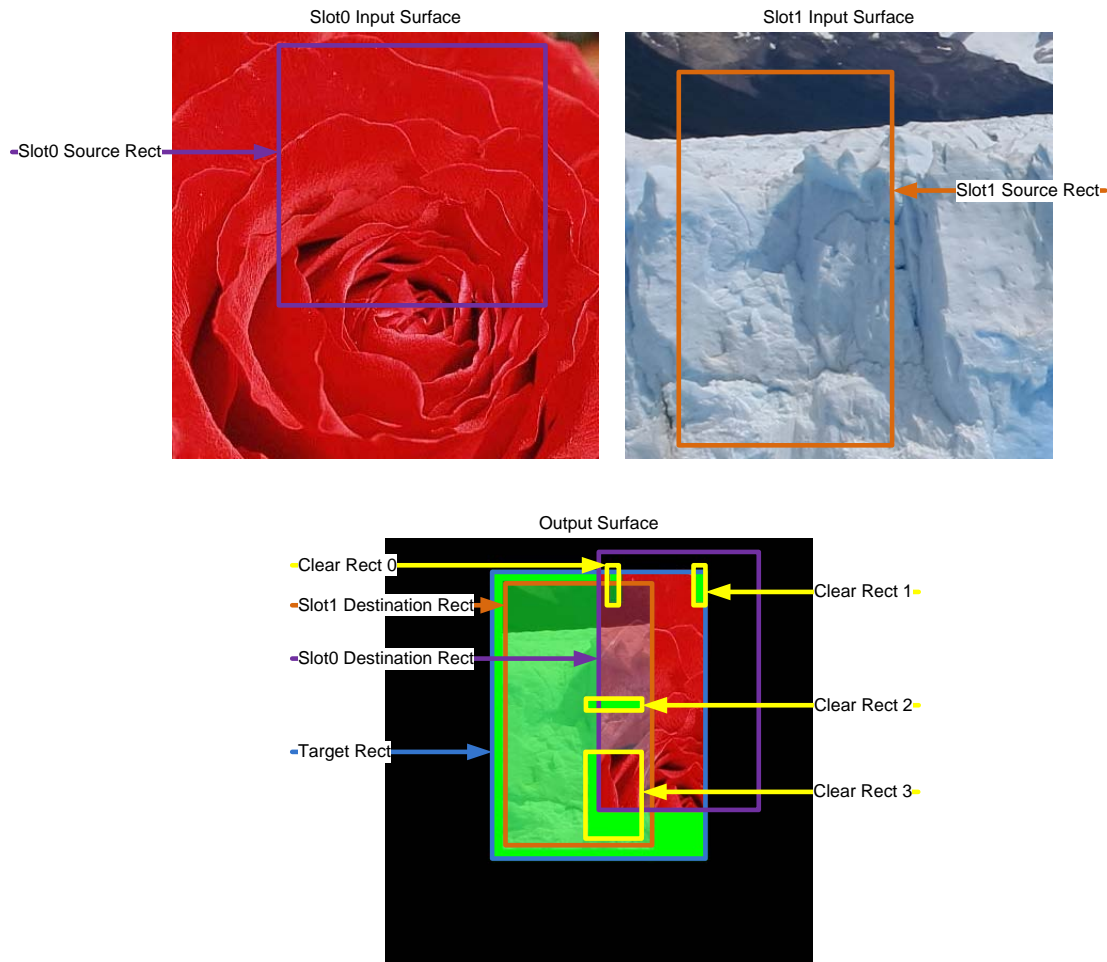 Slot0 Input Surface
Slot1 Input Surface
Slot0 Source Rect
Slot1 Source Rect
Output Surface
Clear Rect 0
Clear Rect 1
Slot1 Destination Rect
Slot0 Destination Rect
Clear Rect 2
Target Rect
Clear Rect 3